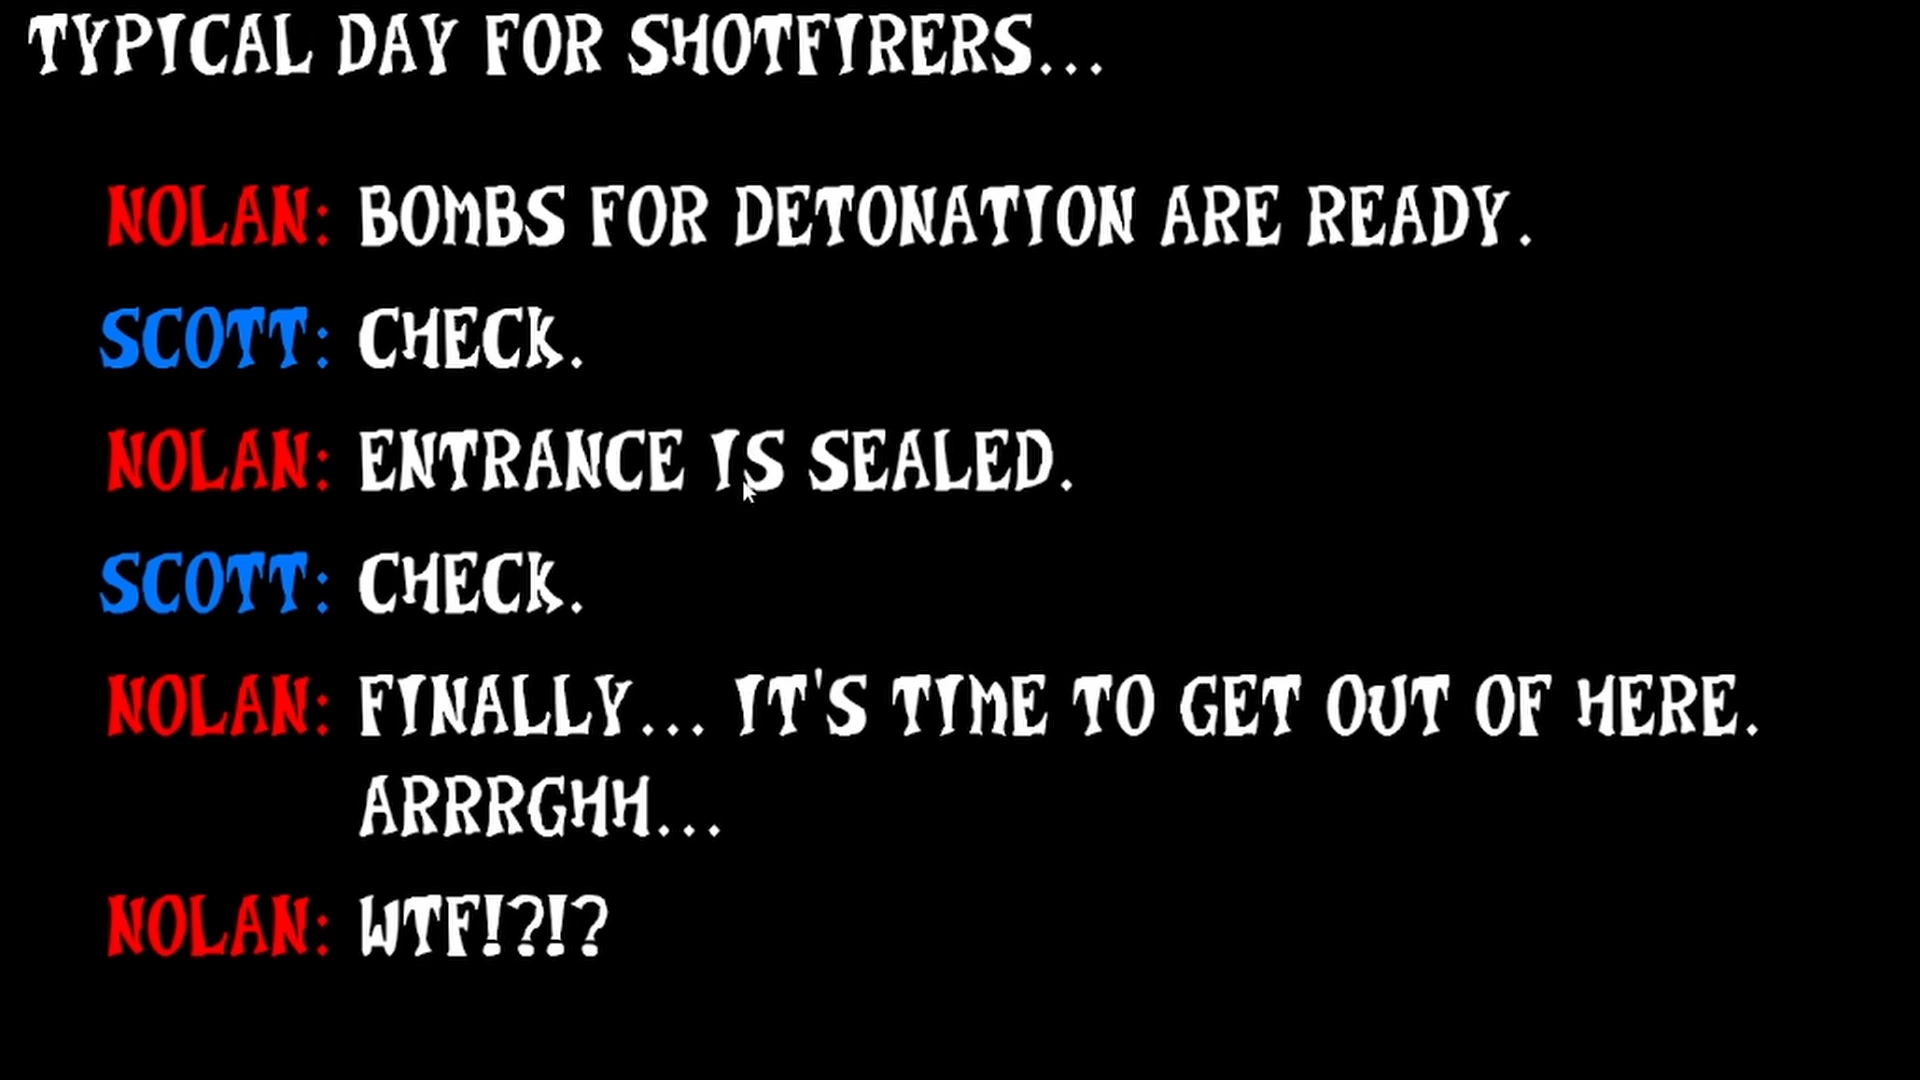 TYPICAL DAY FOR SHOTFIRERS...
NOLAN: BOMBS FOR DETONATION ARE READY.
SCOTT: CHECK.
NOLAN: ENTRANCE IS SEALED.
SCOTT: CHECK.
NOLAN: FINALLY... IT'S TIME TO GET OUT OF HERE.
ARRRGHH...
NOLAN: WTF!?!?